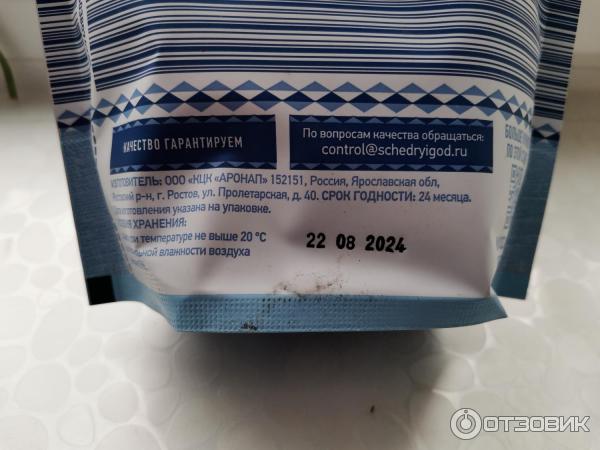 КАЧЕСТВО ГАРАНТИРУЕМ
По вопросам качества обращаться:
control@schedryigod.ru
ИЗГОТОВИТЕЛЬ: ООО «КЦК «АРОНАП» 152151, Россия, Ярославская обл,
р-н, г. Ростов, ул. Пролетарская, д. 40. СРОК ГОДНОСТИ: 24 месяца.
указана на упаковке.
ХРАНЕНИЯ:
при температуре не выше 20 °C
влажности воздуха
22 08 2024
ОТЗОВИК